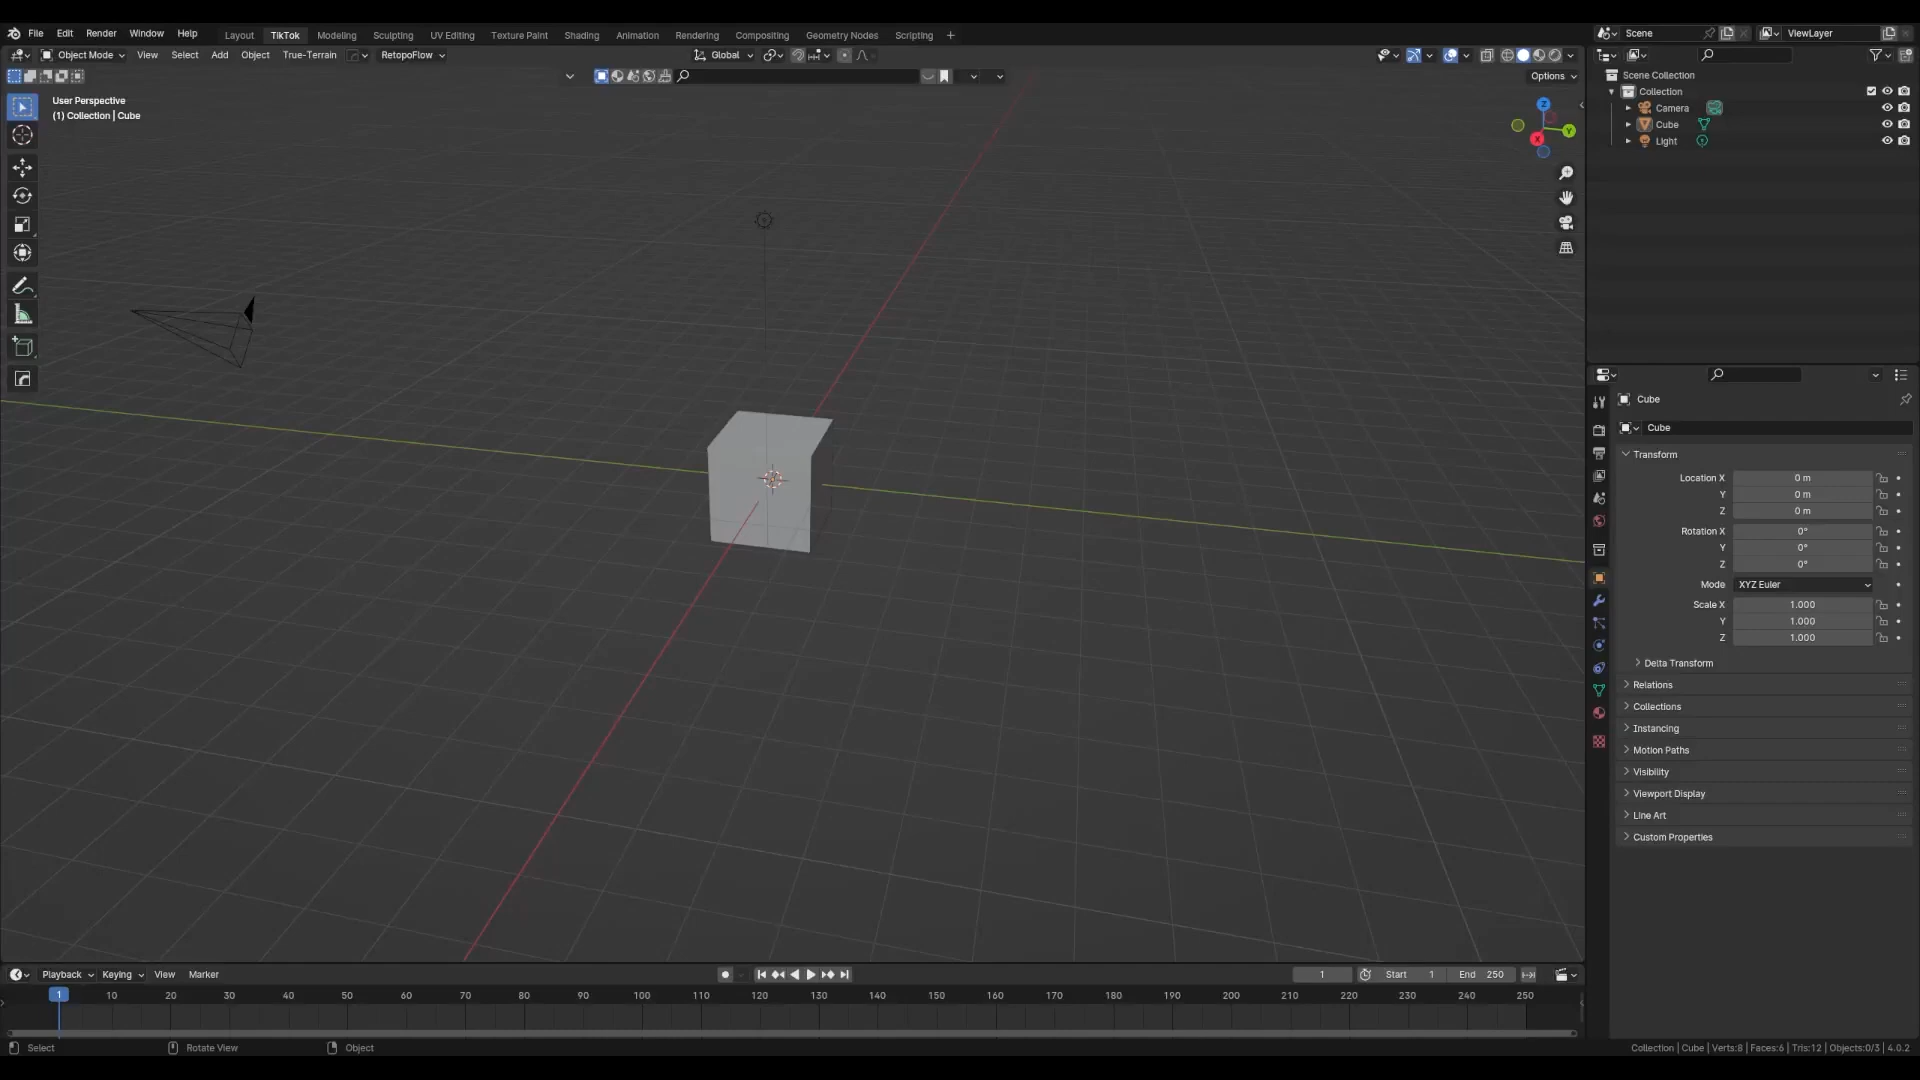 File Edit Render Window Help
Layout TikTok Modeling Sculpting UV Editing Texture Paint Shading Animation Rendering Compositing Geometry Nodes Scripting +
Scene ViewLayer
Object Mode View Select Add Object True-Terrain RetopoFlow Global
Options
User Perspective
(1) Collection | Cube
Z
Y
X
Scene Collection
Collection
Camera
Cube
Light
Cube
Cube
Transform
Location X 0 m
Y 0 m
Z 0 m
Rotation X 0°
Y 0°
Z 0°
Mode XYZ Euler
Scale X 1.000
Y 1.000
Z 1.000
Delta Transform
Relations
Collections
Instancing
Motion Paths
Visibility
Viewport Display
Line Art
Custom Properties
Playback Keying View Marker 1 Start 1 End 250
1 10 20 30 40 50 60 70 80 90 100 110 120 130 140 150 160 170 180 190 200 210 220 230 240 250
Select Rotate View Object
Collection | Cube | Verts:8 | Faces:6 | Tris:12 | Objects:0/3 | 4.0.2